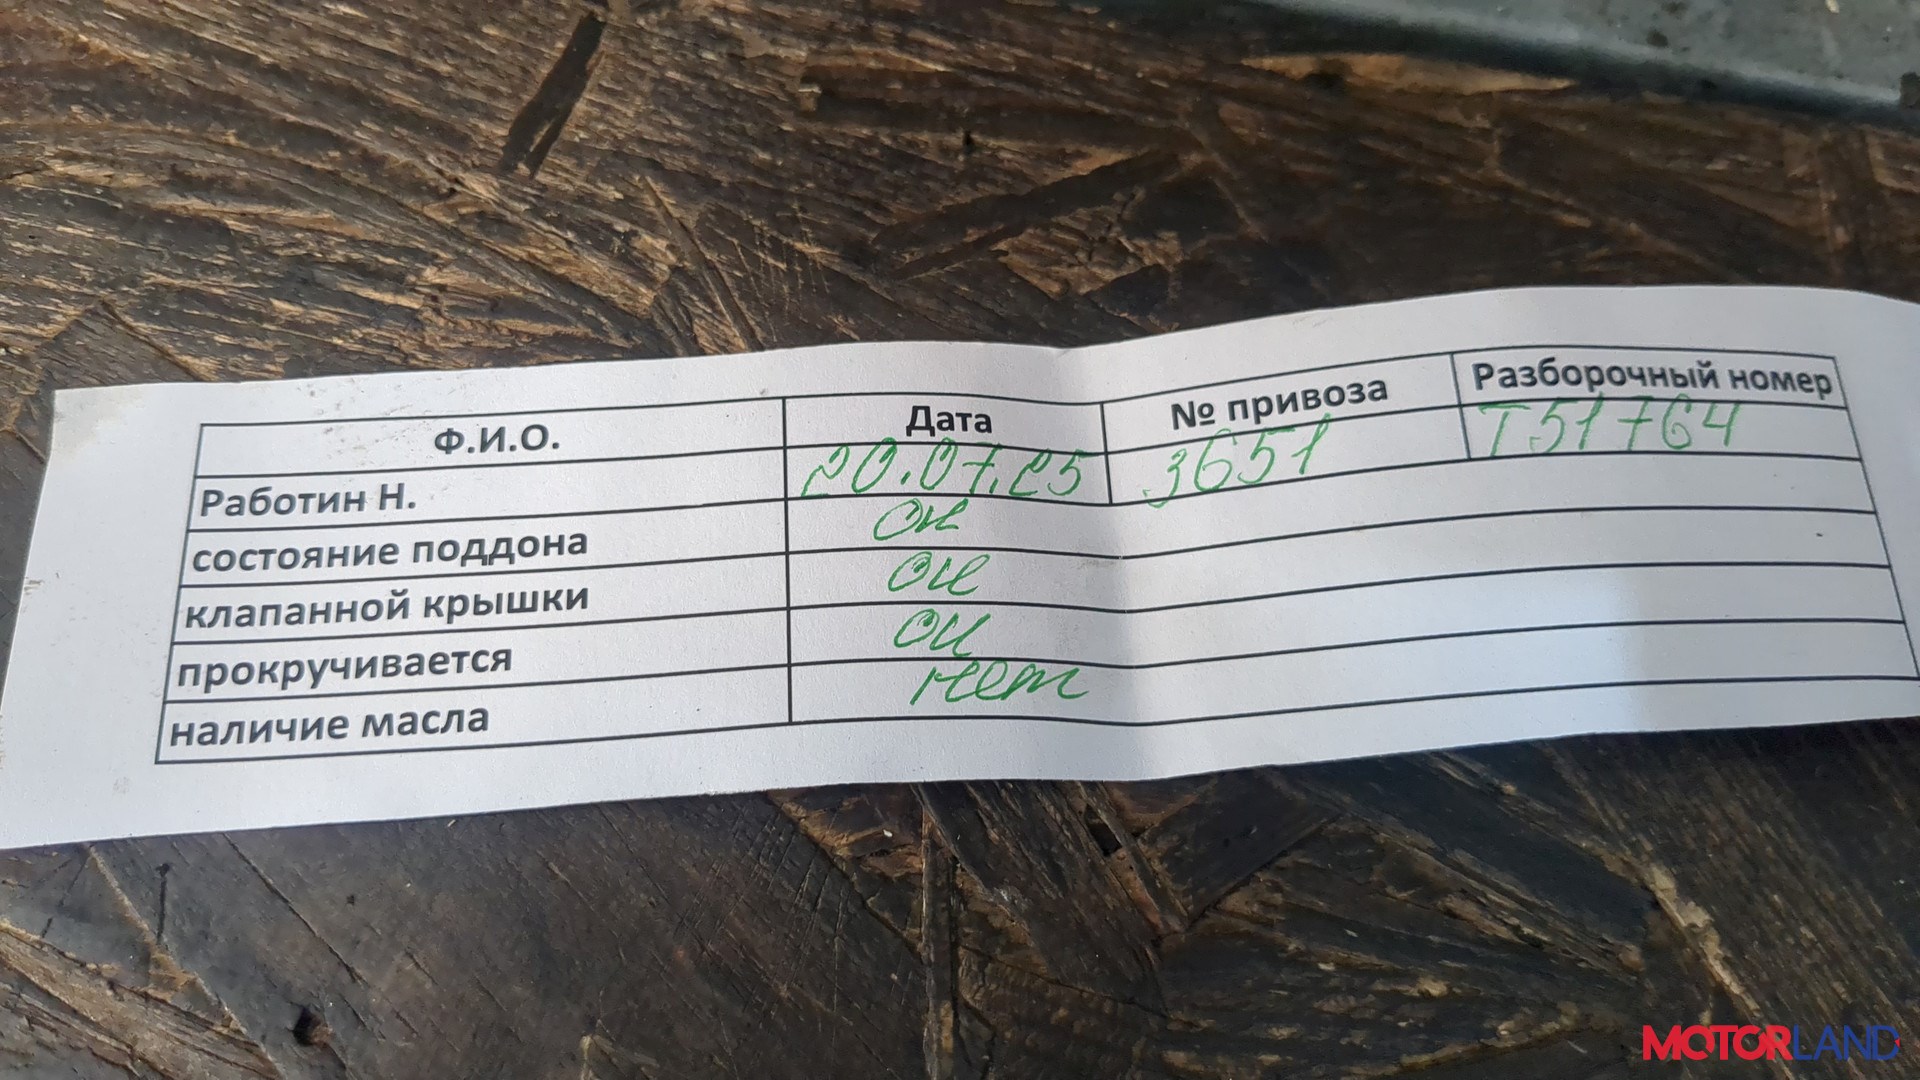 Ф.И.О. Дата № привоза Разборочный номер
Работин Н. 20.07.25 3651 T51764
состояние поддона ок
клапанной крышки ок
прокручивается ок
наличие масла нет
MOTORLAND